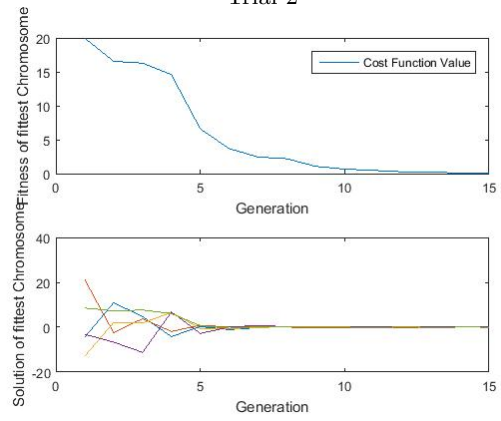 Trial 2
Fitness of fittest Chromosome
20
15
10
5
0
Cost Function Value
0
5
10
15
Generation
Solution of fittest Chromosome
40
20
0
-20
0
5
10
15
Generation